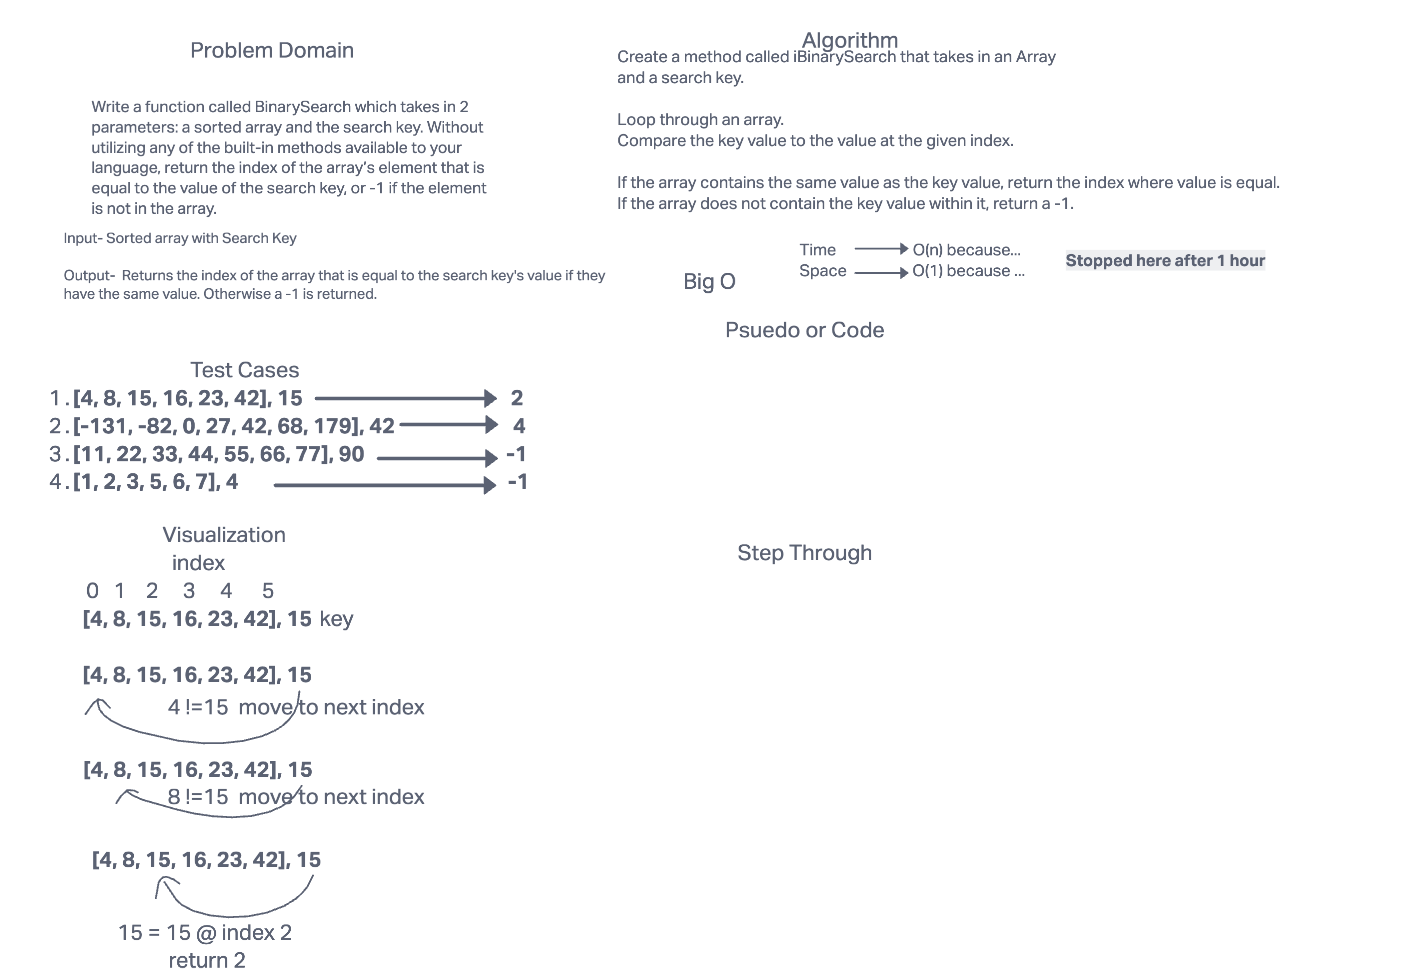 Problem Domain
Write a function called BinarySearch which takes in 2
parameters: a sorted array and the search key. Without
utilizing any of the built-in methods available to your
language, return the index of the array's element that is
equal to the value of the search key, or -1 if the element
is not in the array.
Input- Sorted array with Search Key
Output- Returns the index of the array that is equal to the search key's value if they
have the same value. Otherwise a -1 is returned.
Test Cases
1. [4, 8, 15, 16, 23, 42], 15 2
2. [-131, -82, 0, 27, 42, 68, 179], 42 4
3. [11, 22, 33, 44, 55, 66, 77], 90 -1
4. [1, 2, 3, 5, 6, 7], 4 -1
Visualization
index
0 1 2 3 4 5
[4, 8, 15, 16, 23, 42], 15 key
[4, 8, 15, 16, 23, 42], 15
4 !=15 move to next index
[4, 8, 15, 16, 23, 42], 15
8 !=15 move to next index
[4, 8, 15, 16, 23, 42], 15
15 = 15 @ index 2
return 2
Algorithm
Create a method called iBinarySearch that takes in an Array
and a search key.
Loop through an array.
Compare the key value to the value at the given index.
If the array contains the same value as the key value, return the index where value is equal.
If the array does not contain the key value within it, return a -1.
Big O
Time O(n) because...
Space O(1) because ...
Stopped here after 1 hour
Psuedo or Code
Step Through